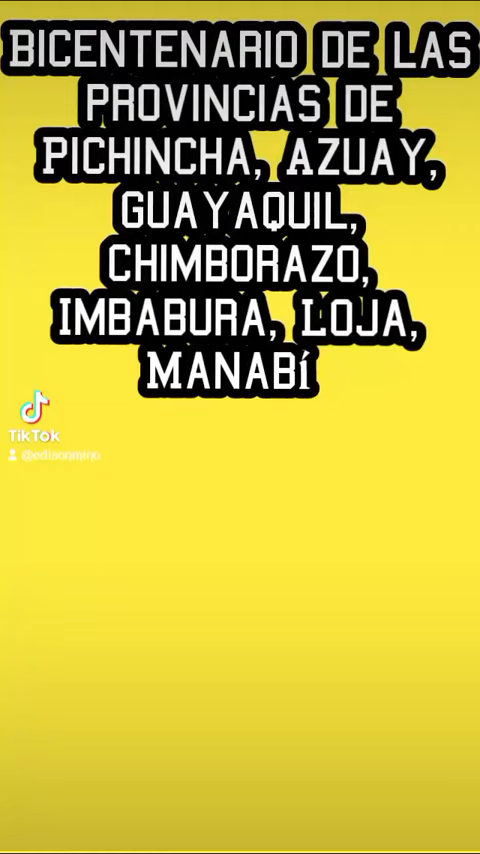 BICENTENARIO DE LAS
PROVINCIAS DE
PICHINCHA, AZUAY,
GUAYAQUIL,
CHIMBORAZO,
IMBABURA, LOJA,
MANABí
TikTok